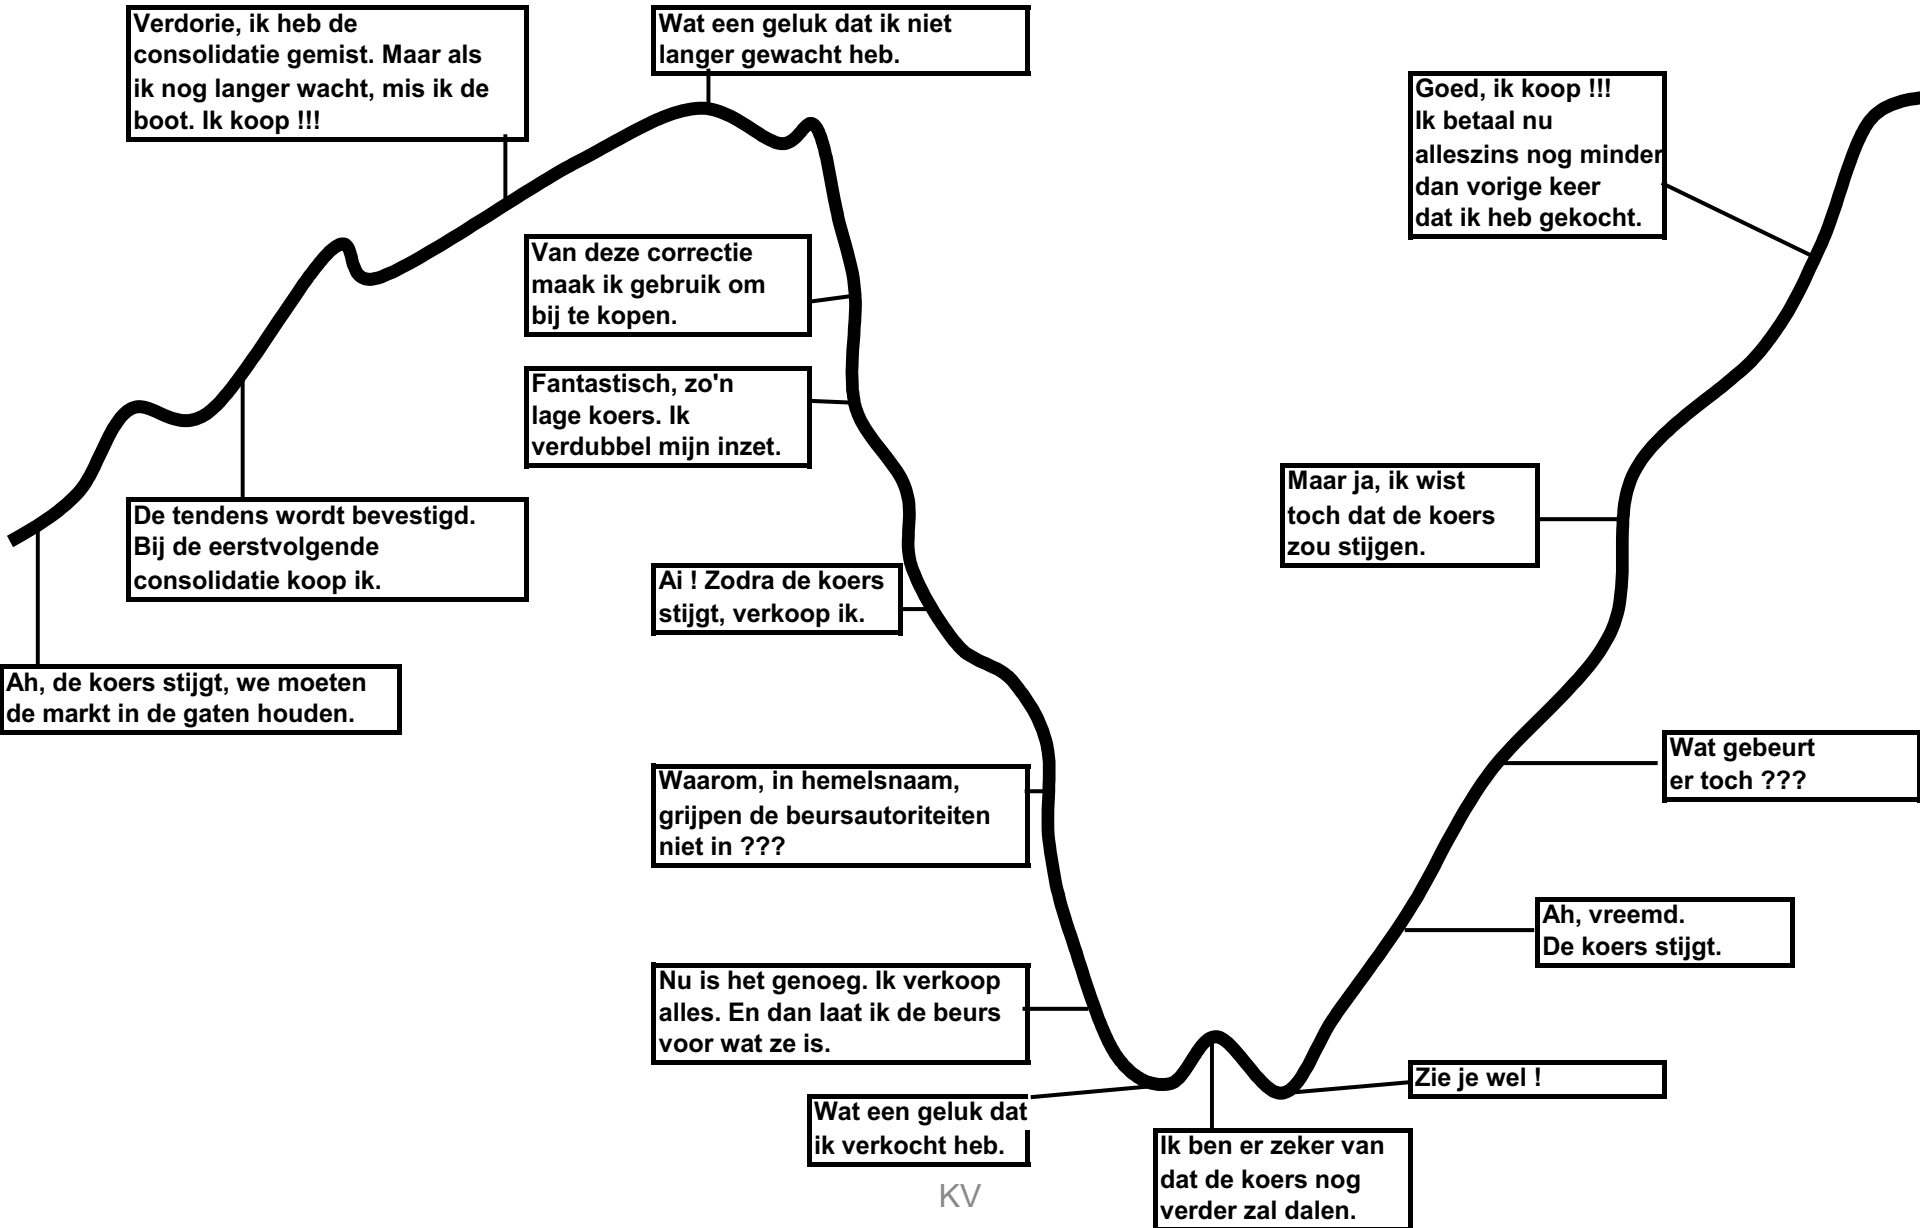 Verdorie, ik heb de
consolidatie gemist. Maar als
ik nog langer wacht, mis ik de
boot. Ik koop !!!
Wat een geluk dat ik niet
langer gewacht heb.
Goed, ik koop !!!
Ik betaal nu
alleszins nog minder
dan vorige keer
dat ik heb gekocht.
Van deze correctie
maak ik gebruik om
bij te kopen.
Fantastisch, zo'n
lage koers. Ik
verdubbel mijn inzet.
Maar ja, ik wist
toch dat de koers
zou stijgen.
De tendens wordt bevestigd.
Bij de eerstvolgende
consolidatie koop ik.
Ai ! Zodra de koers
stijgt, verkoop ik.
Ah, de koers stijgt, we moeten
de markt in de gaten houden.
Wat gebeurt
er toch ???
Waarom, in hemelsnaam,
grijpen de beursautoriteiten
niet in ???
Ah, vreemd.
De koers stijgt.
Nu is het genoeg. Ik verkoop
alles. En dan laat ik de beurs
voor wat ze is.
Zie je wel !
Wat een geluk dat
ik verkocht heb.
Ik ben er zeker van
dat de koers nog
verder zal dalen.
KV